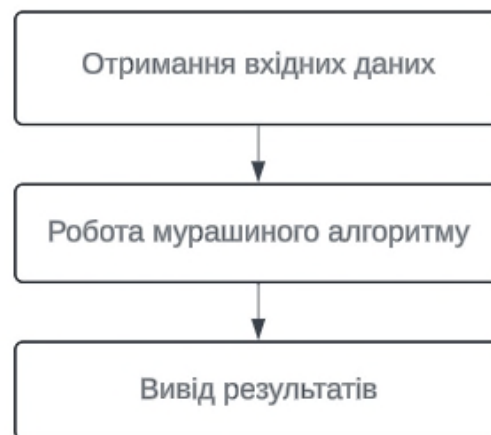 Отримання вхідних даних
Робота мурашиного алгоритму
Вивід результатів